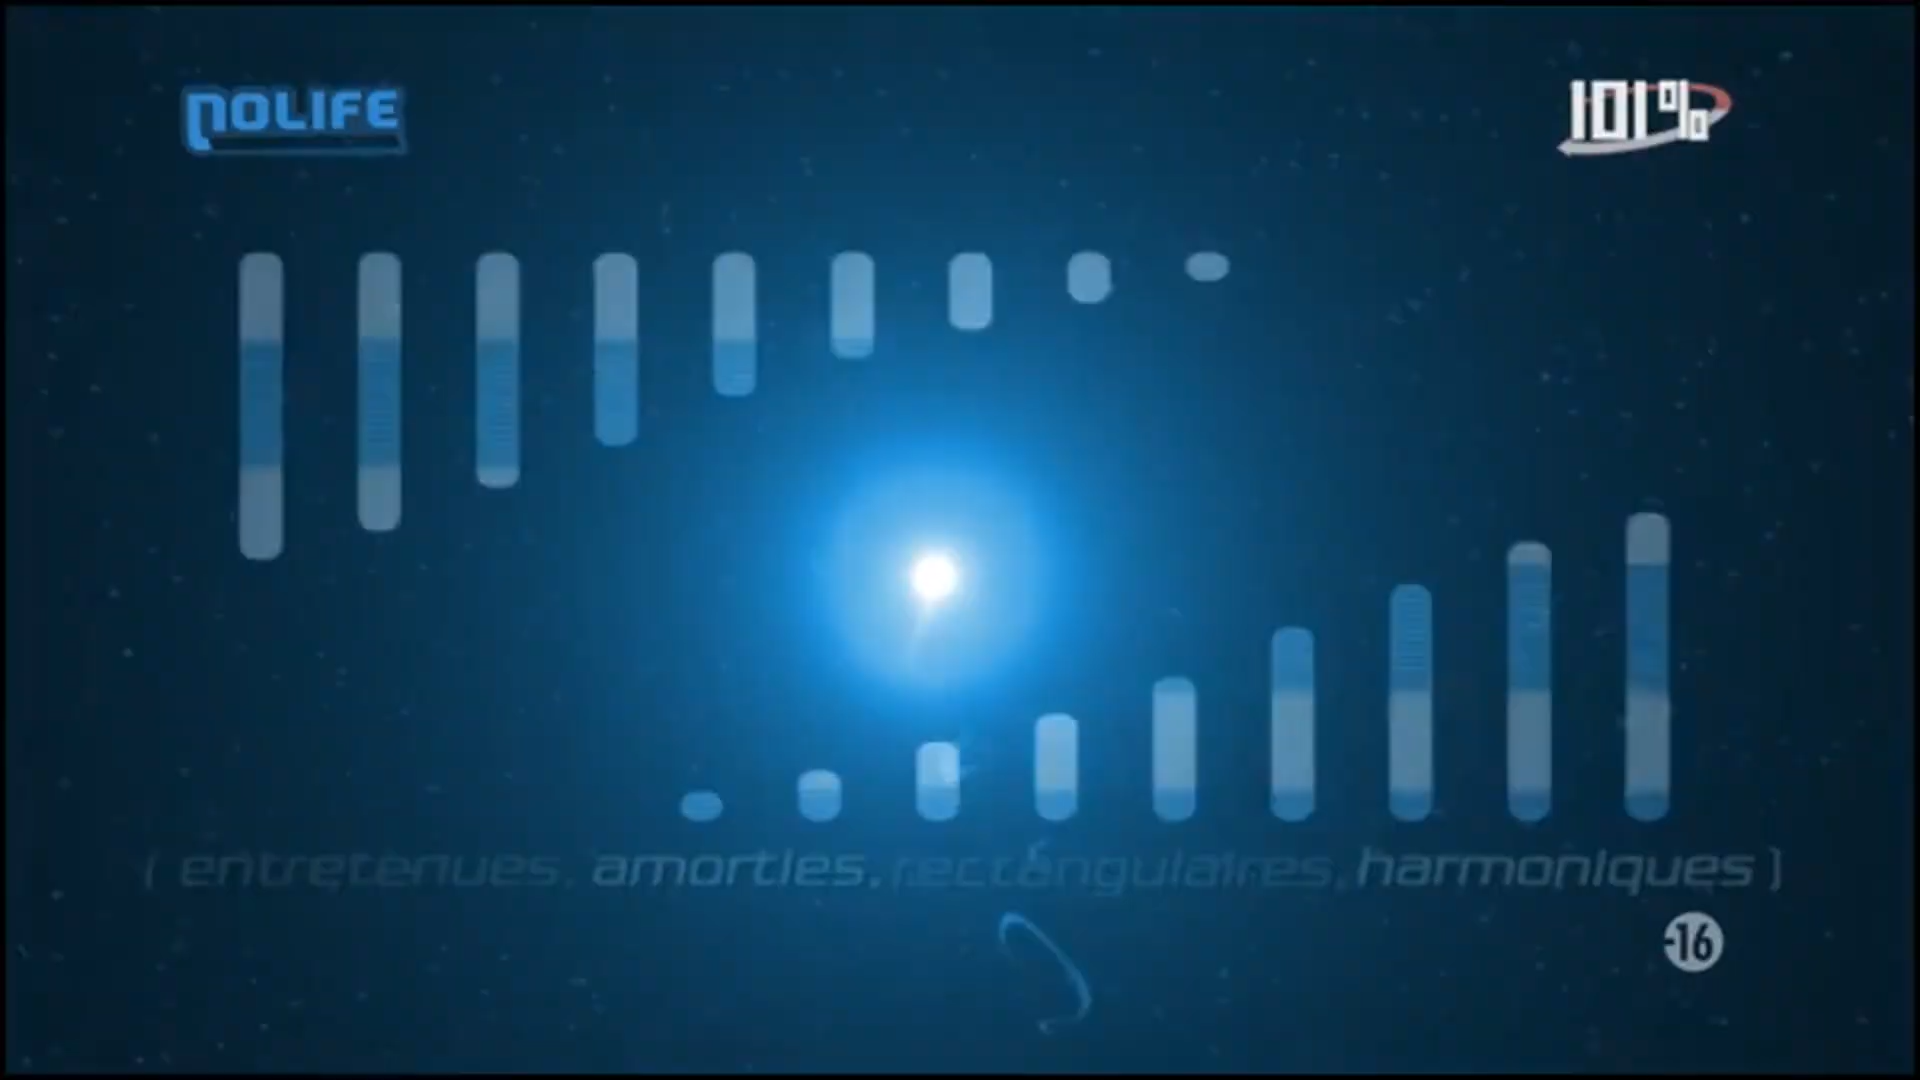 NOLIFE
101%
( entretenues, amorties, rectangulaires, harmoniques )
-16